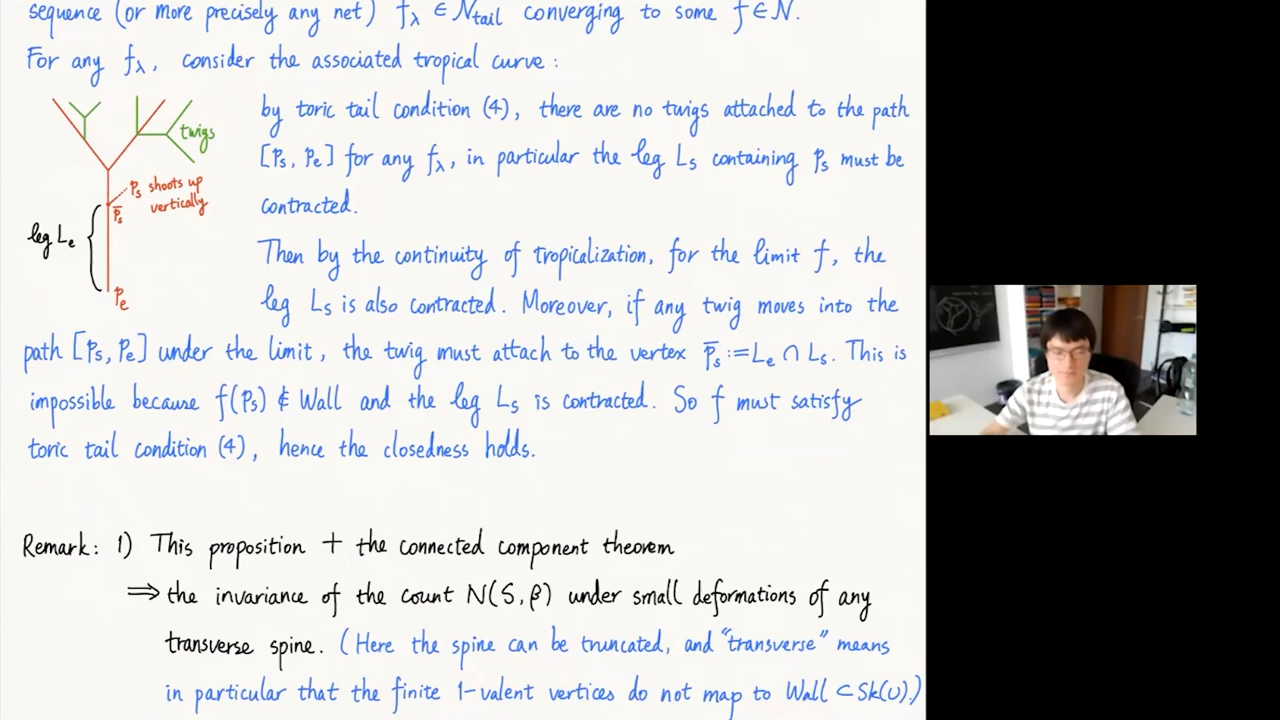 sequence (or more precisely any net) f_λ ∈ N_tail converging to some f ∈ N.
For any f_λ, consider the associated tropical curve :
by toric tail condition (4), there are no twigs attached to the path
twigs
[p_s, p_e] for any f_λ, in particular the leg L_s containing p_s must be
p_s shoots up
vertically
p̄_s
contracted.
leg L_e
Then by the continuity of tropicalization, for the limit f, the
p_e
leg L_s is also contracted. Moreover, if any twig moves into the
path [p_s, p_e] under the limit, the twig must attach to the vertex p̄_s := L_e ∩ L_s. This is
impossible because f(p_s) ∉ Wall and the leg L_s is contracted. So f must satisfy
toric tail condition (4), hence the closedness holds.
Remark: 1) This proposition + the connected component theorem
⟹ the invariance of the count N(S, β) under small deformations of any
transverse spine. (Here the spine can be truncated, and "transverse" means
in particular that the finite 1-valent vertices do not map to Wall ⊂ Sk(U).)